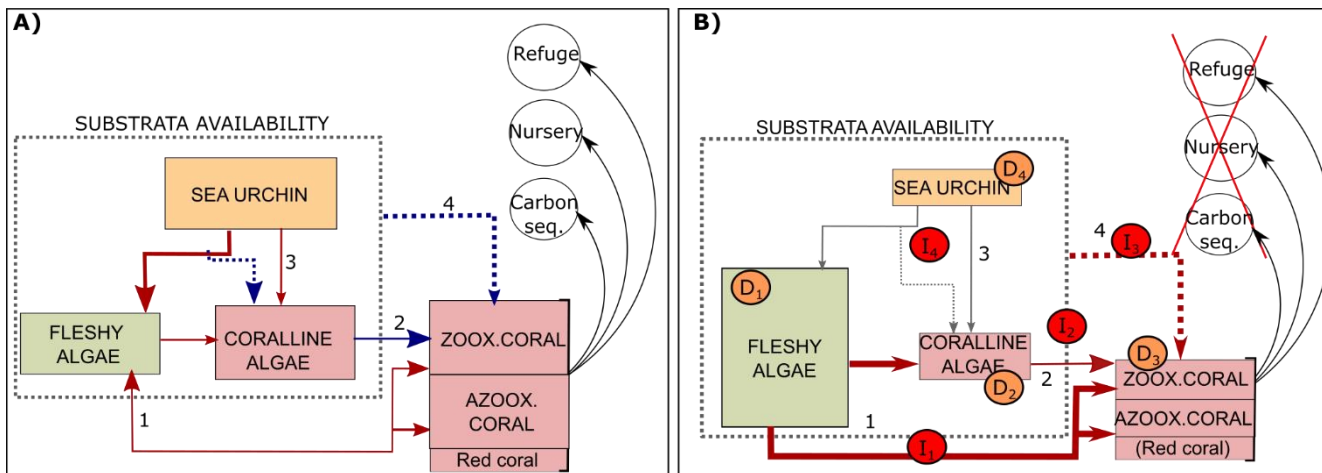 A)
Refuge
Nursery
Carbon
seq.
SUBSTRATA AVAILABILITY
SEA URCHIN
4
3
FLESHY
ALGAE
CORALLINE
ALGAE
2
ZOOX.CORAL
AZOOX.
CORAL
Red coral
1
B)
Refuge
Nursery
Carbon
seq.
SUBSTRATA AVAILABILITY
D4
SEA URCHIN
I4
3
4
I3
D1
FLESHY
ALGAE
CORALLINE
ALGAE
D2
I2
2
D3
ZOOX.CORAL
AZOOX.CORAL
(Red coral)
1
I1